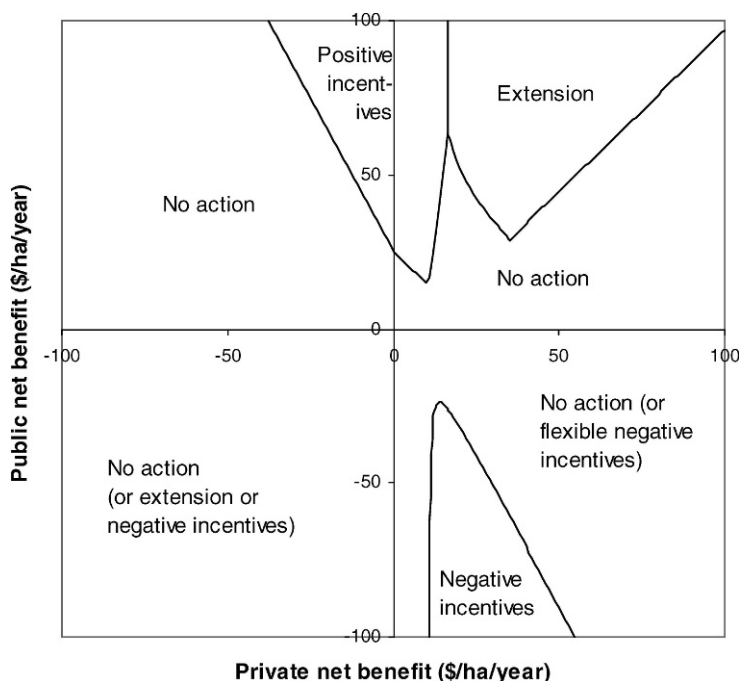 100
Positive
incent-
ives
Extension
50
No action
No action
0
-100
-50
0
50
100
No action (or
flexible negative
incentives)
-50
No action
(or extension or
negative incentives)
Negative
incentives
-100
Public net benefit ($/ha/year)
Private net benefit ($/ha/year)